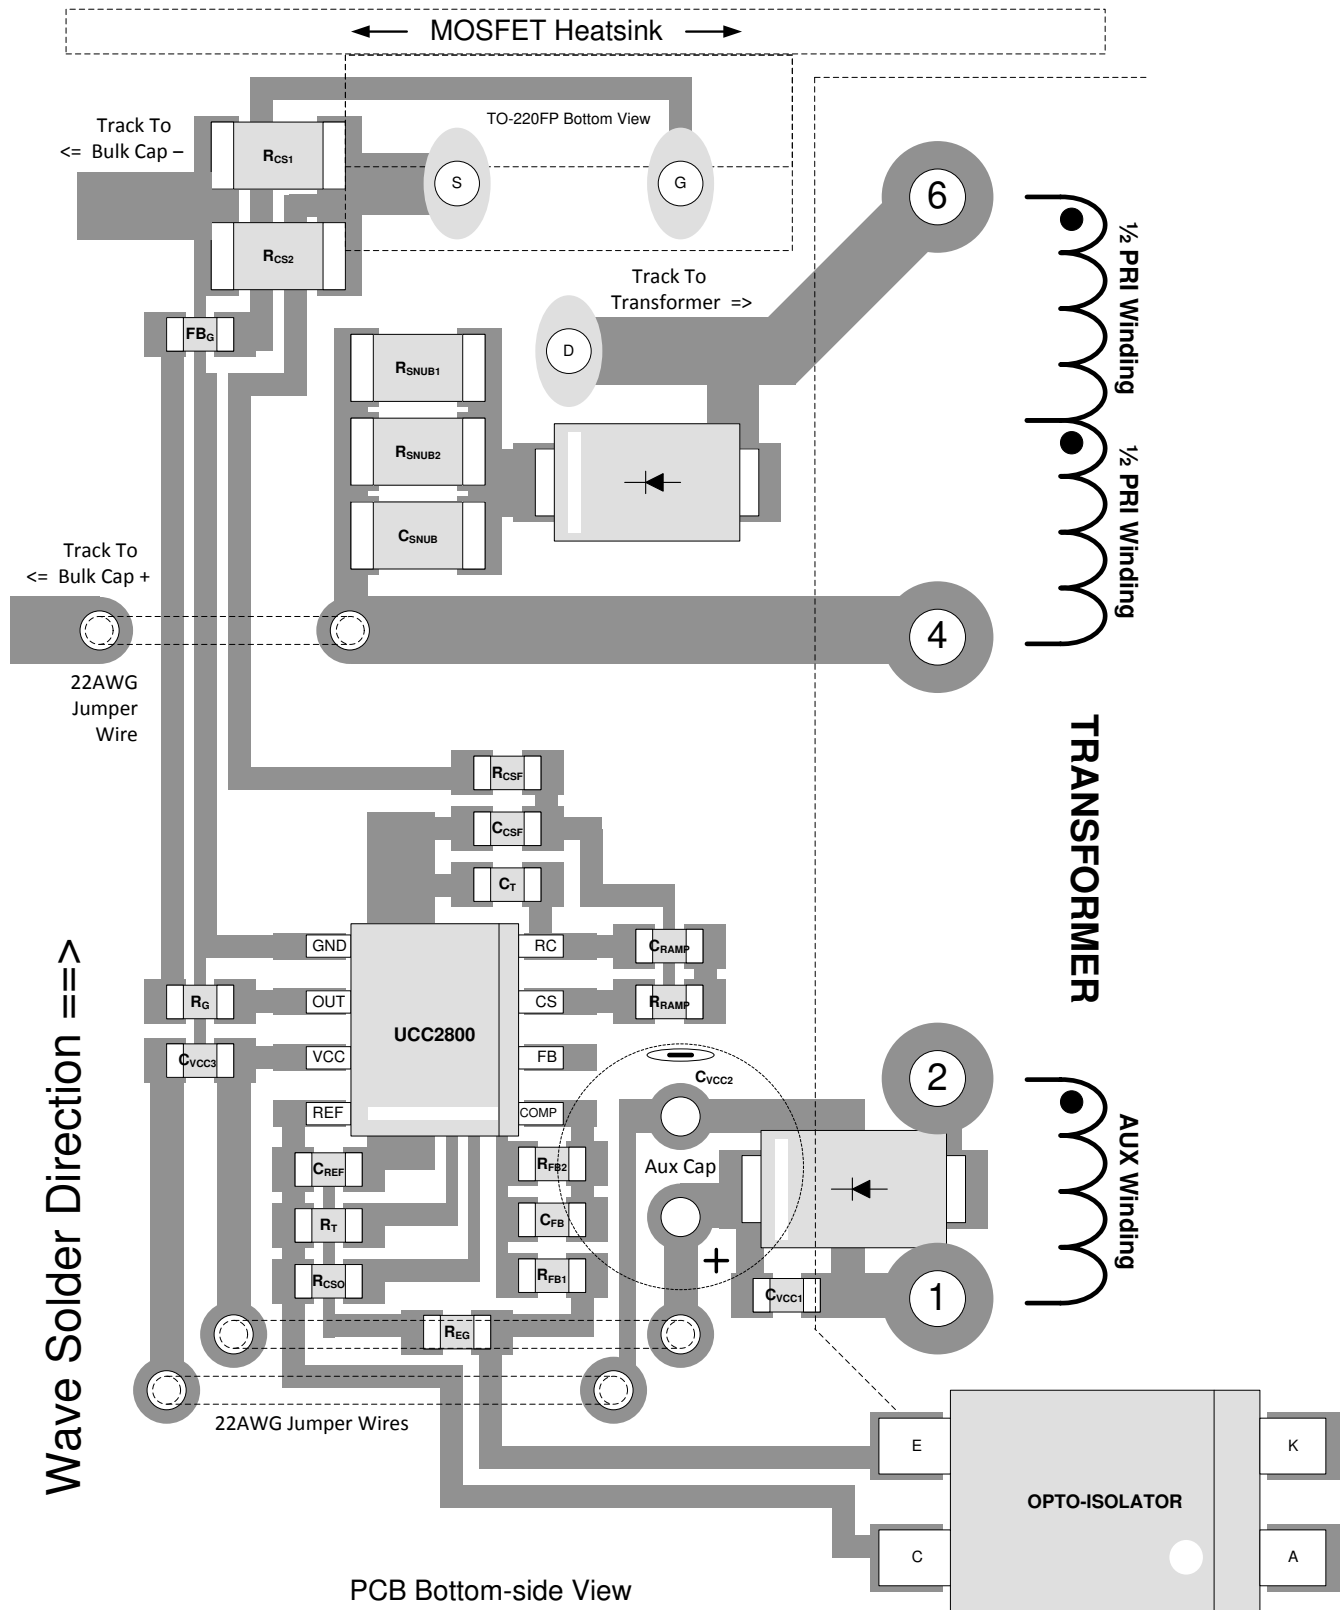 MOSFET Heatsink
TO-220FP Bottom View
Track To
<= Bulk Cap –
RCS1
S
G
6
RCS2
½ PRI Winding
Track To
Transformer =>
FBG
D
RSNUB1
RSNUB2
½ PRI Winding
CSNUB
Track To
<= Bulk Cap +
4
22AWG
Jumper
Wire
TRANSFORMER
RCSF
CCSF
CT
GND
RC
CRAMP
RG
OUT
CS
RRAMP
UCC2800
CVCC3
VCC
FB
CVCC2
2
REF
COMP
AUX Winding
CREF
RFB2
Aux Cap
RT
CFB
+
RCSO
RFB1
CVCC1
1
REG
22AWG Jumper Wires
Wave Solder Direction ==>
E
K
OPTO-ISOLATOR
C
A
PCB Bottom-side View